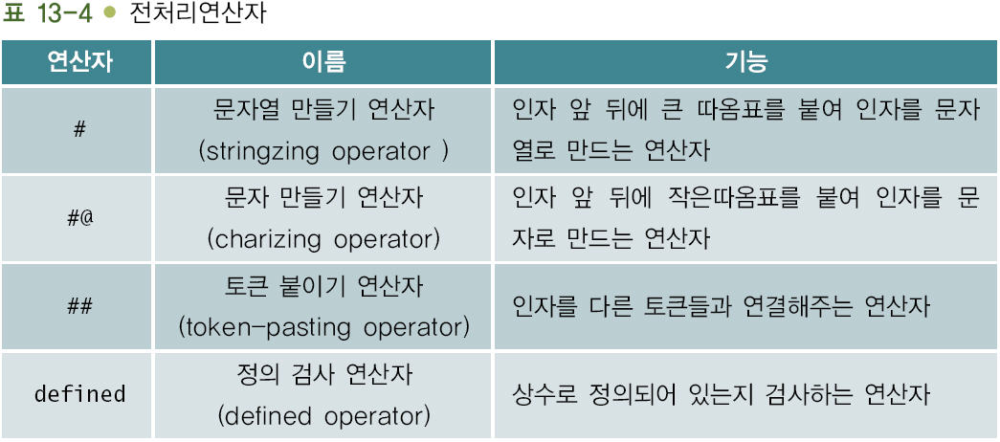 표 13-4 ● 전처리연산자
연산자 이름 기능
# 문자열 만들기 연산자 (stringzing operator ) 인자 앞 뒤에 큰 따옴표를 붙여 인자를 문자
열로 만드는 연산자
#@ 문자 만들기 연산자 (charizing operator) 인자 앞 뒤에 작은따옴표를 붙여 인자를 문
자로 만드는 연산자
## 토큰 붙이기 연산자 (token-pasting operator) 인자를 다른 토큰들과 연결해주는 연산자
defined 정의 검사 연산자 (defined operator) 상수로 정의되어 있는지 검사하는 연산자